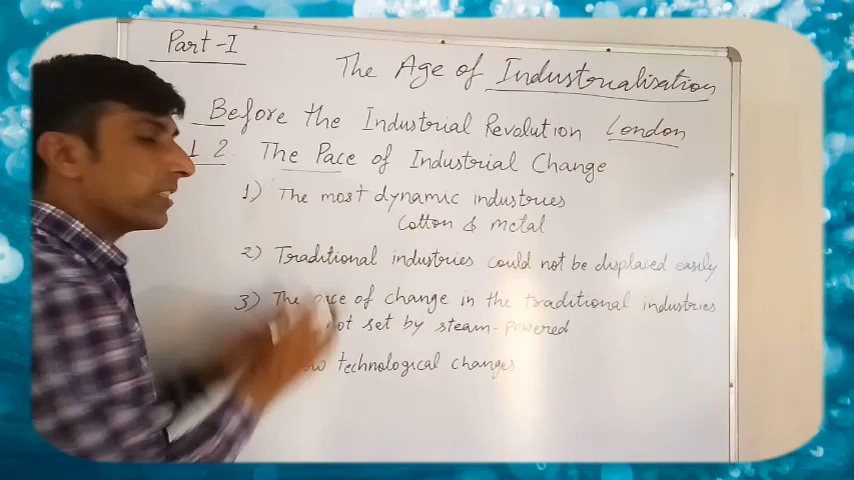 Part-I
The Age of Industrialisation
Before the Industrial Revolution London
1 2 The Pace of Industrial Change
1) The most dynamic industries
Cotton & metal
2) Traditional industries could not be displaced easily
3) The pace of change in the traditional industries
not set by steam-powered
technological changes